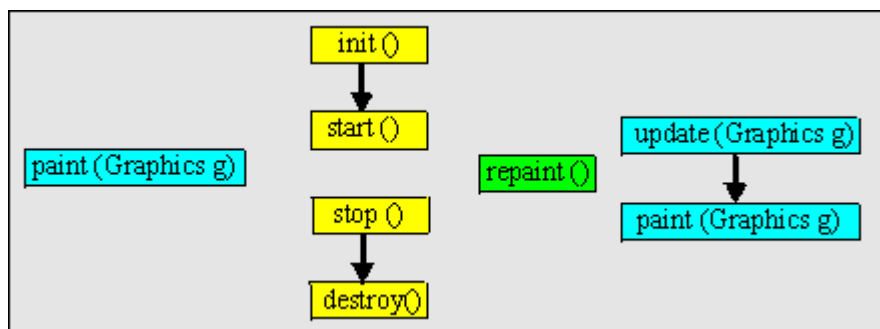 init ()
start ()
paint (Graphics g)
stop ()
destroy()
repaint ()
update (Graphics g)
paint (Graphics g)